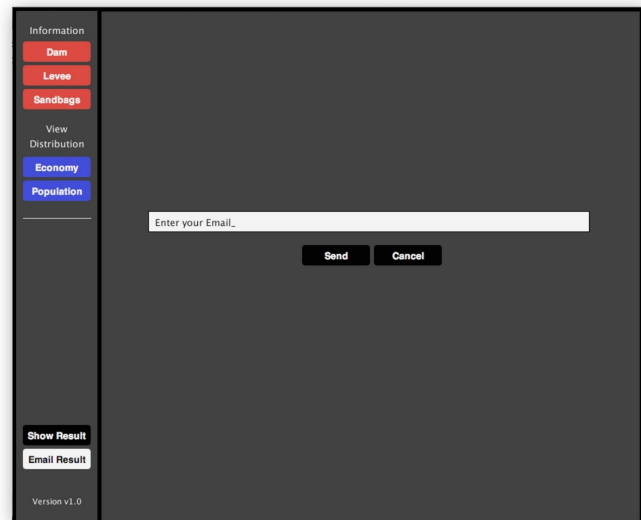 Information
Dam
Levee
Sandbags
View
Distribution
Economy
Population
Enter your Email_
Send Cancel
Show Result
Email Result
Version v1.0